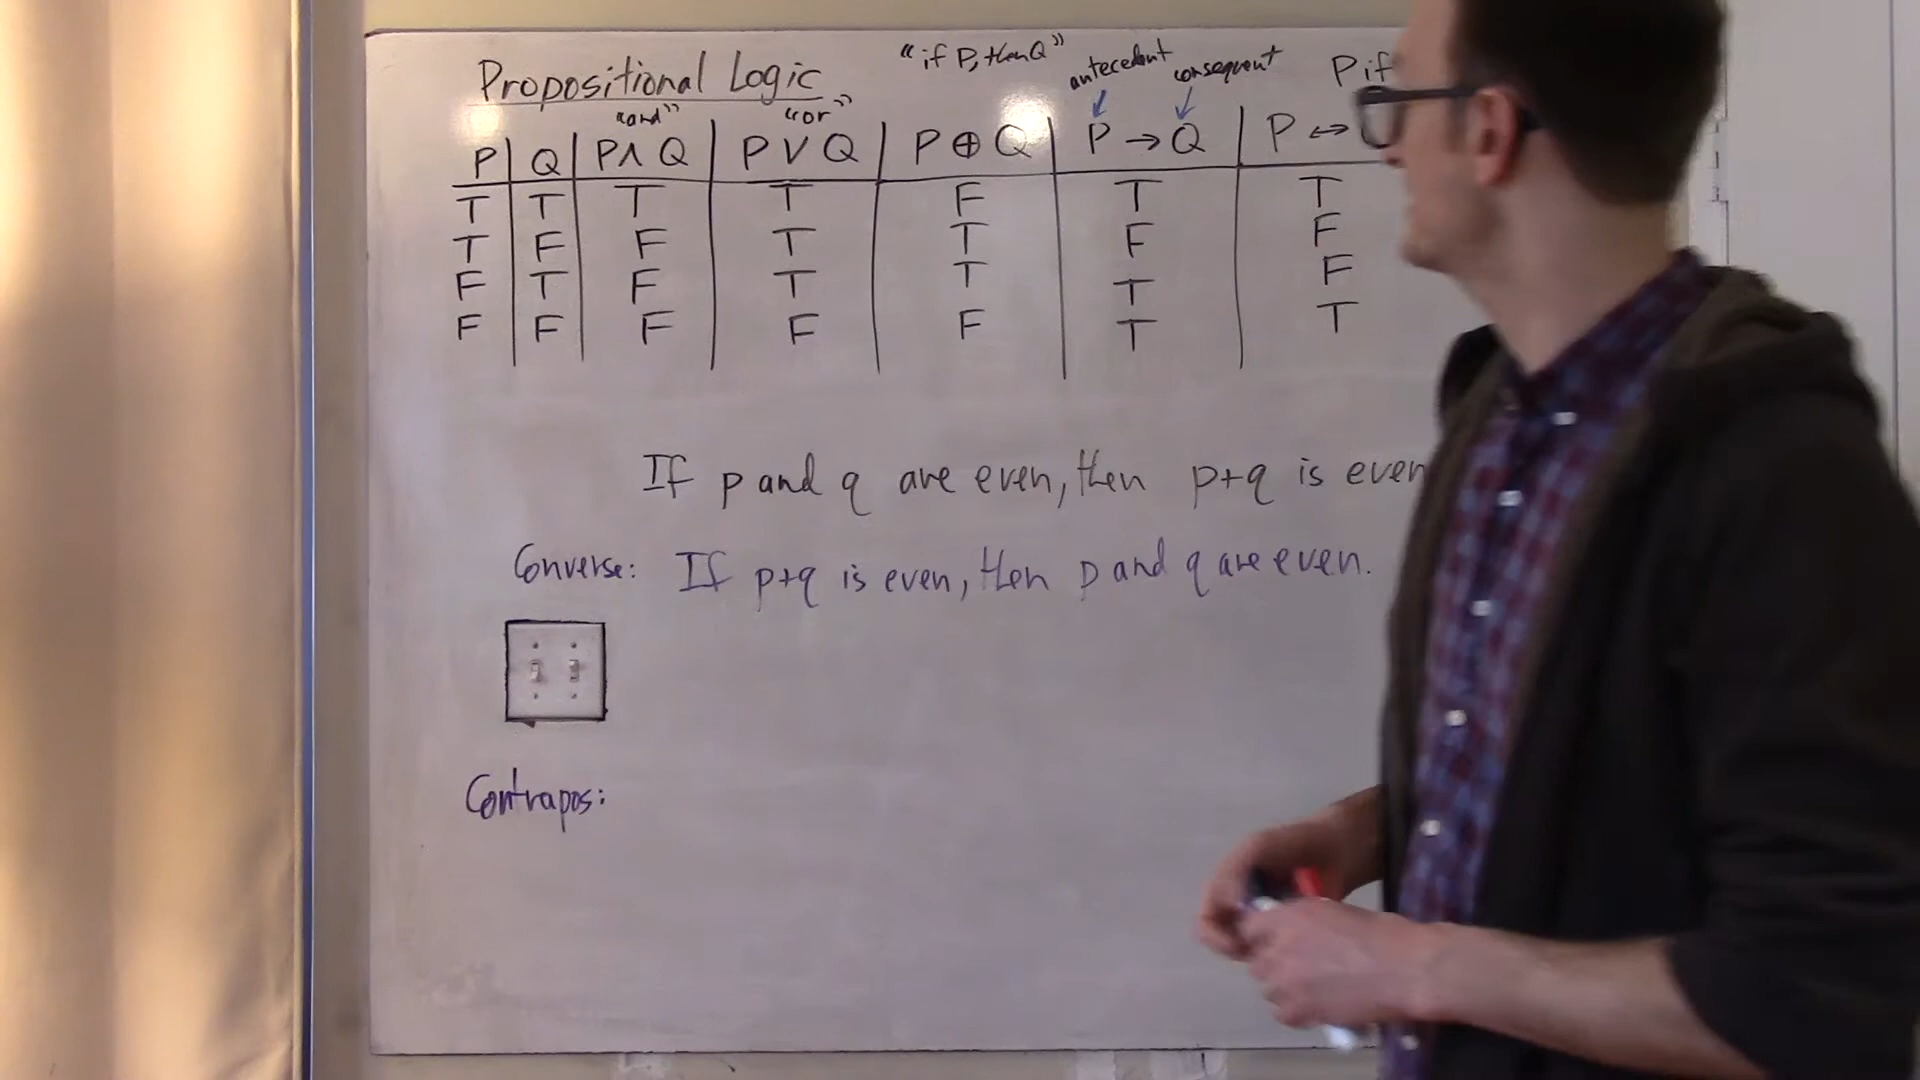 Propositional Logic
"if P, then Q" antecedent consequent P if
"and" "or"
P Q P∧Q P∨Q P⊕Q P→Q P↔
T T T T F T T
T F F T T F F
F T F T T T F
F F F F F T T
If p and q are even, then p+q is even
Converse: If p+q is even, then p and q are even.
Contrapos: